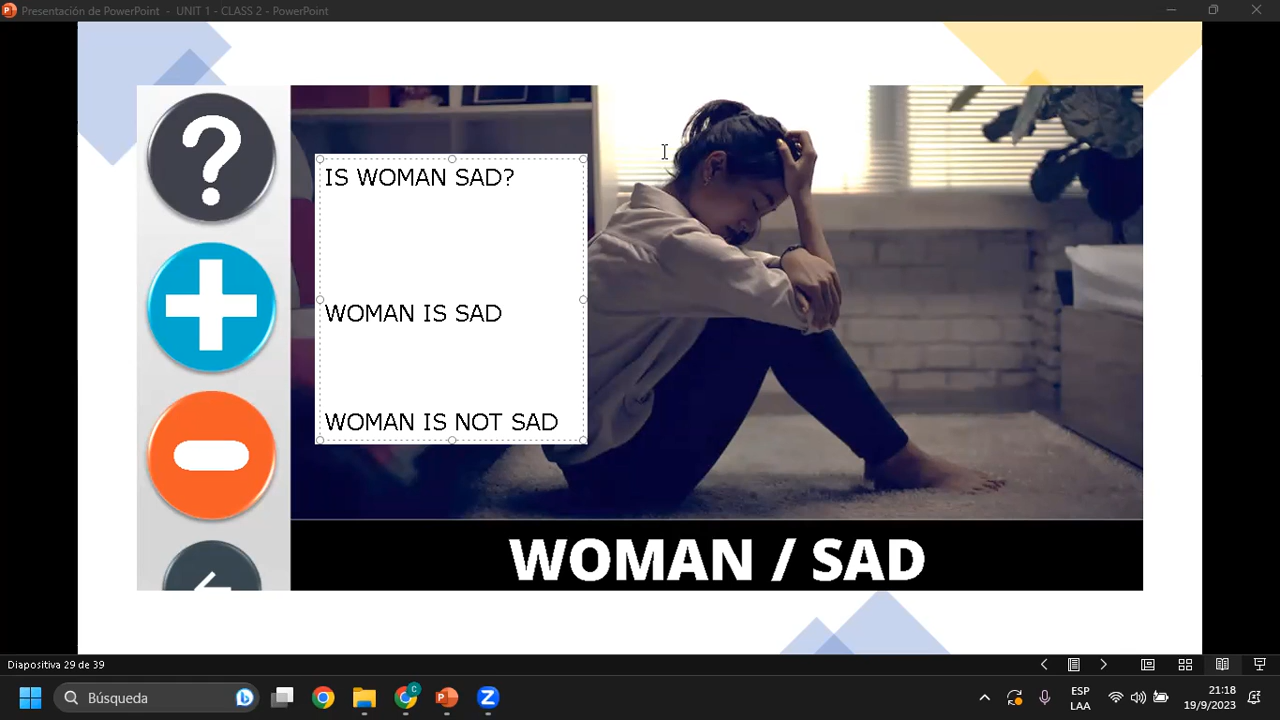 Presentación de PowerPoint - UNIT 1 - CLASS 2 - PowerPoint
?
IS WOMAN SAD?
WOMAN IS SAD
WOMAN IS NOT SAD
WOMAN / SAD
Diapositiva 29 de 39
Búsqueda
C
ESP
LAA
21:18
19/9/2023